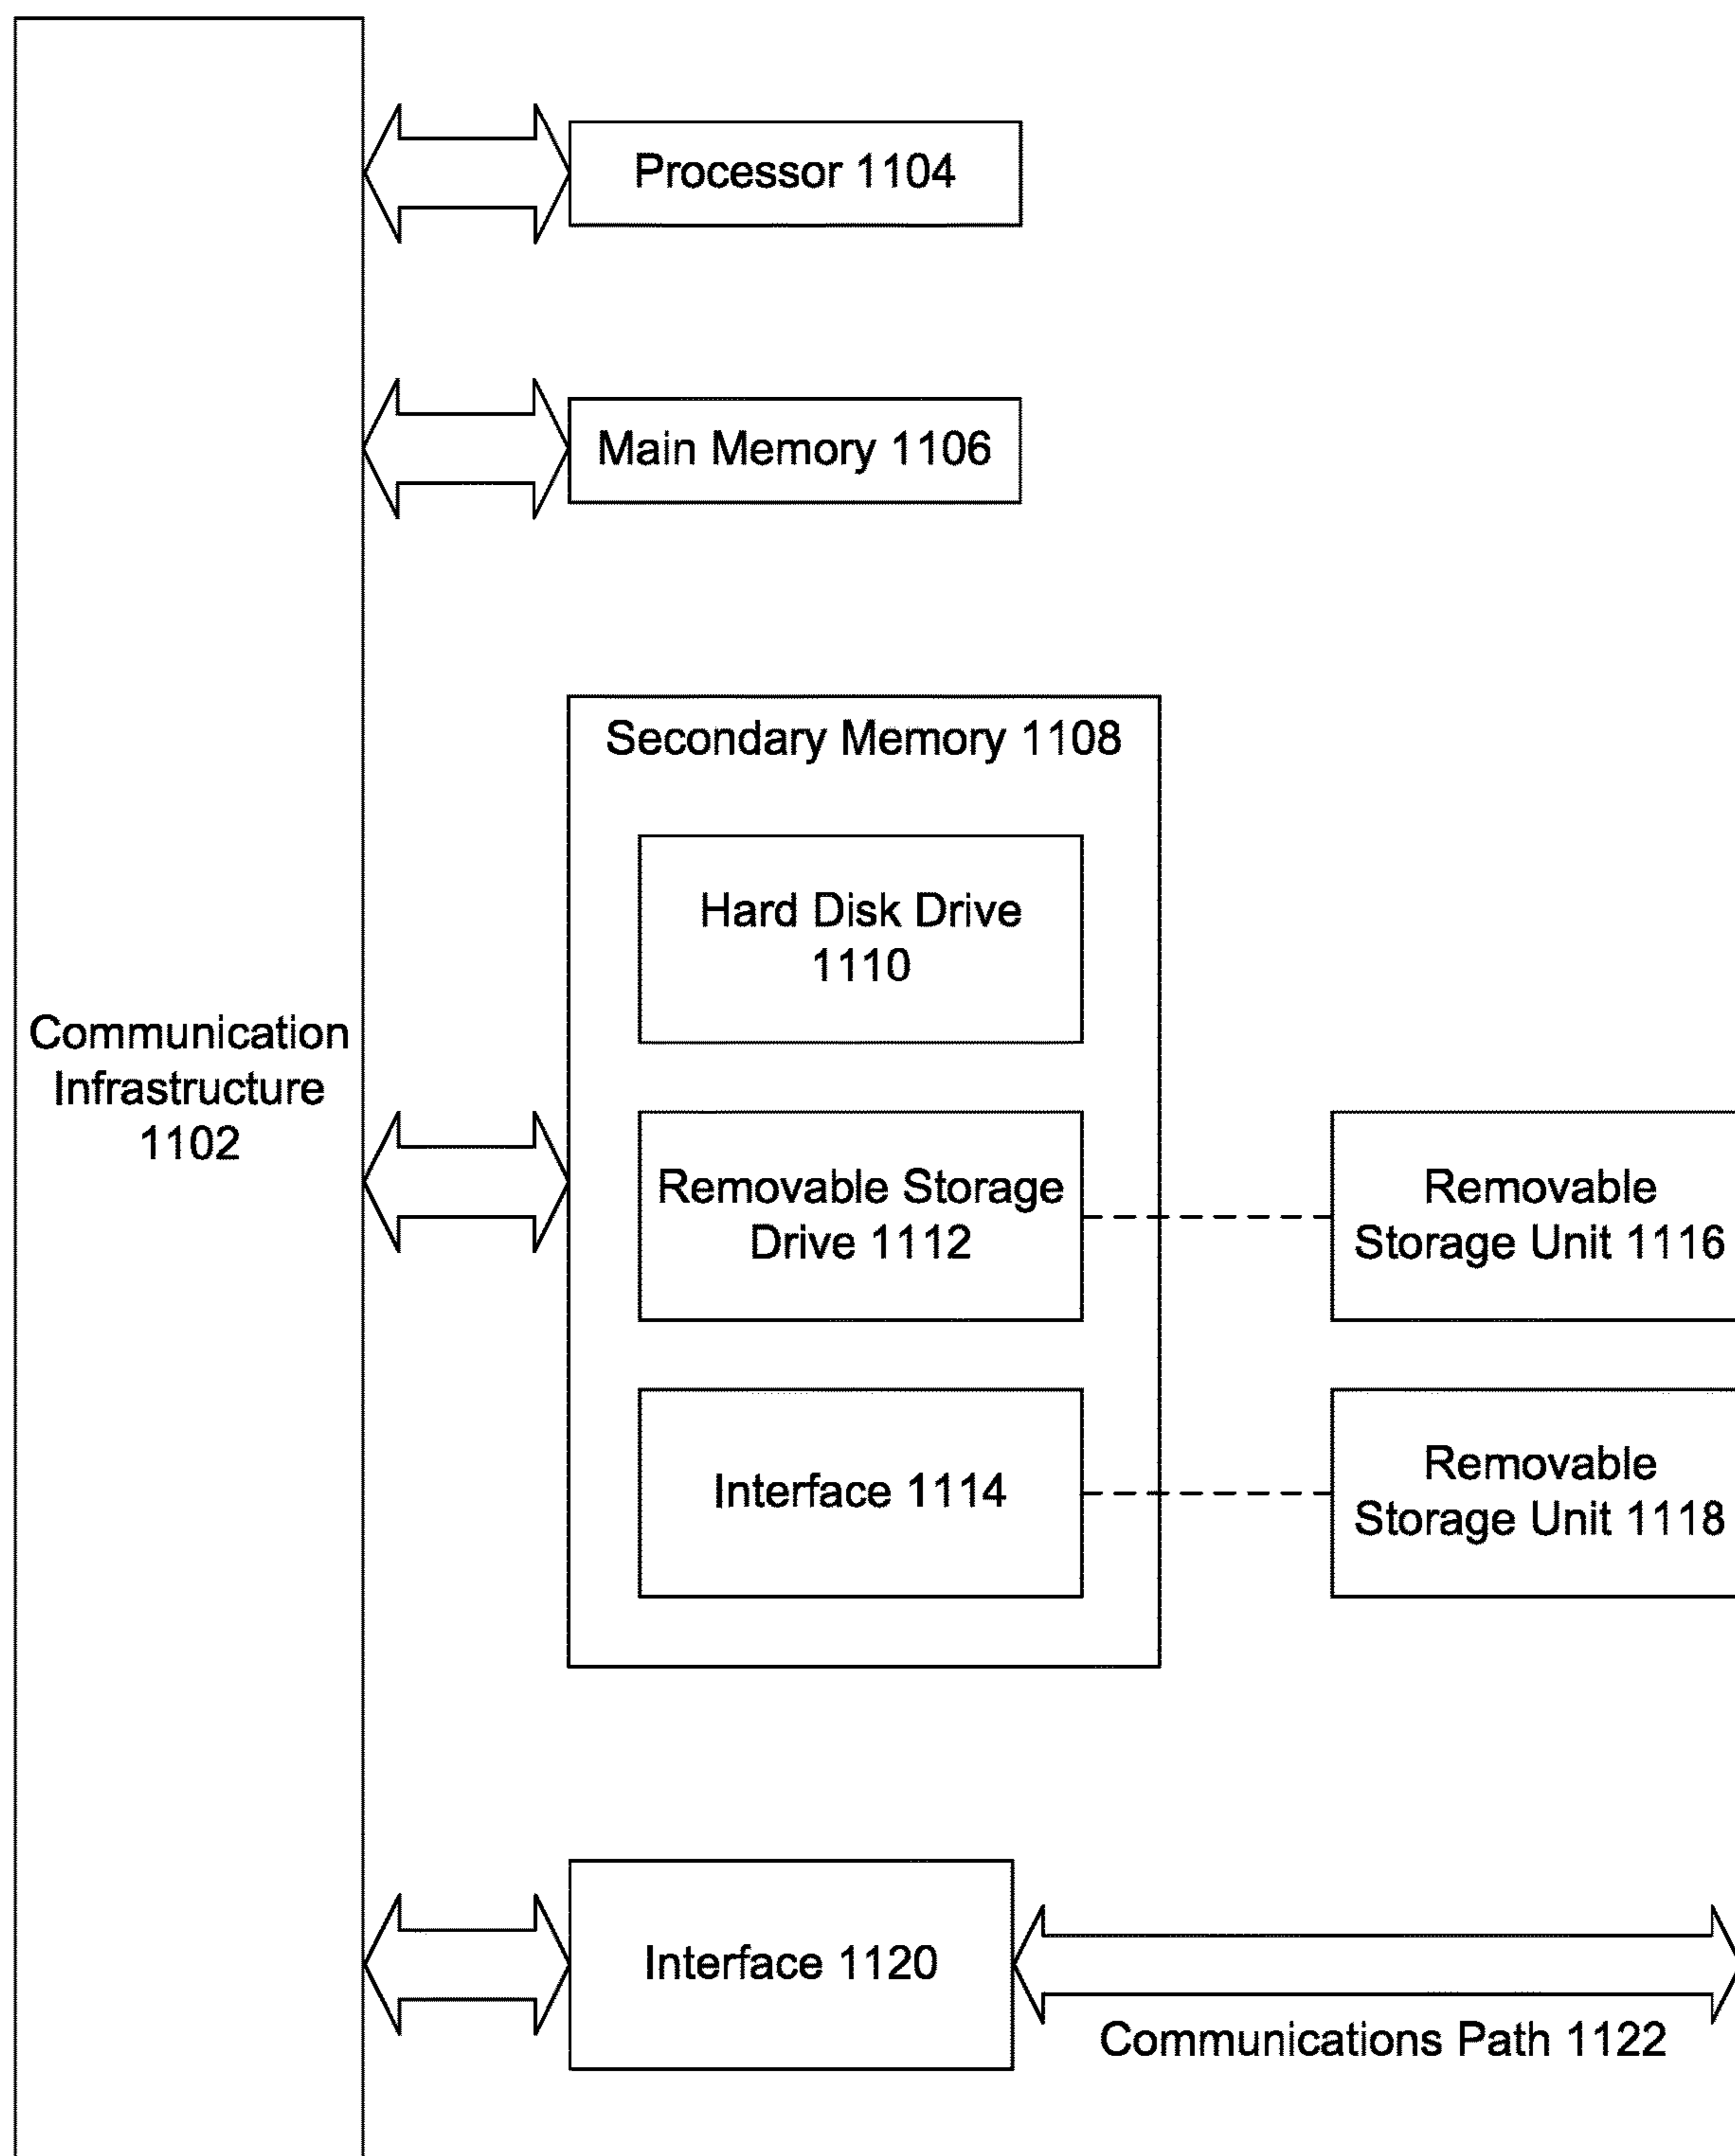 Processor 1104
Main Memory 1106
Secondary Memory 1108
Hard Disk Drive
1110
Communication
Infrastructure
1102
Removable Storage
Drive 1112
Removable
Storage Unit 1116
Interface 1114
Removable
Storage Unit 1118
Interface 1120
Communications Path 1122